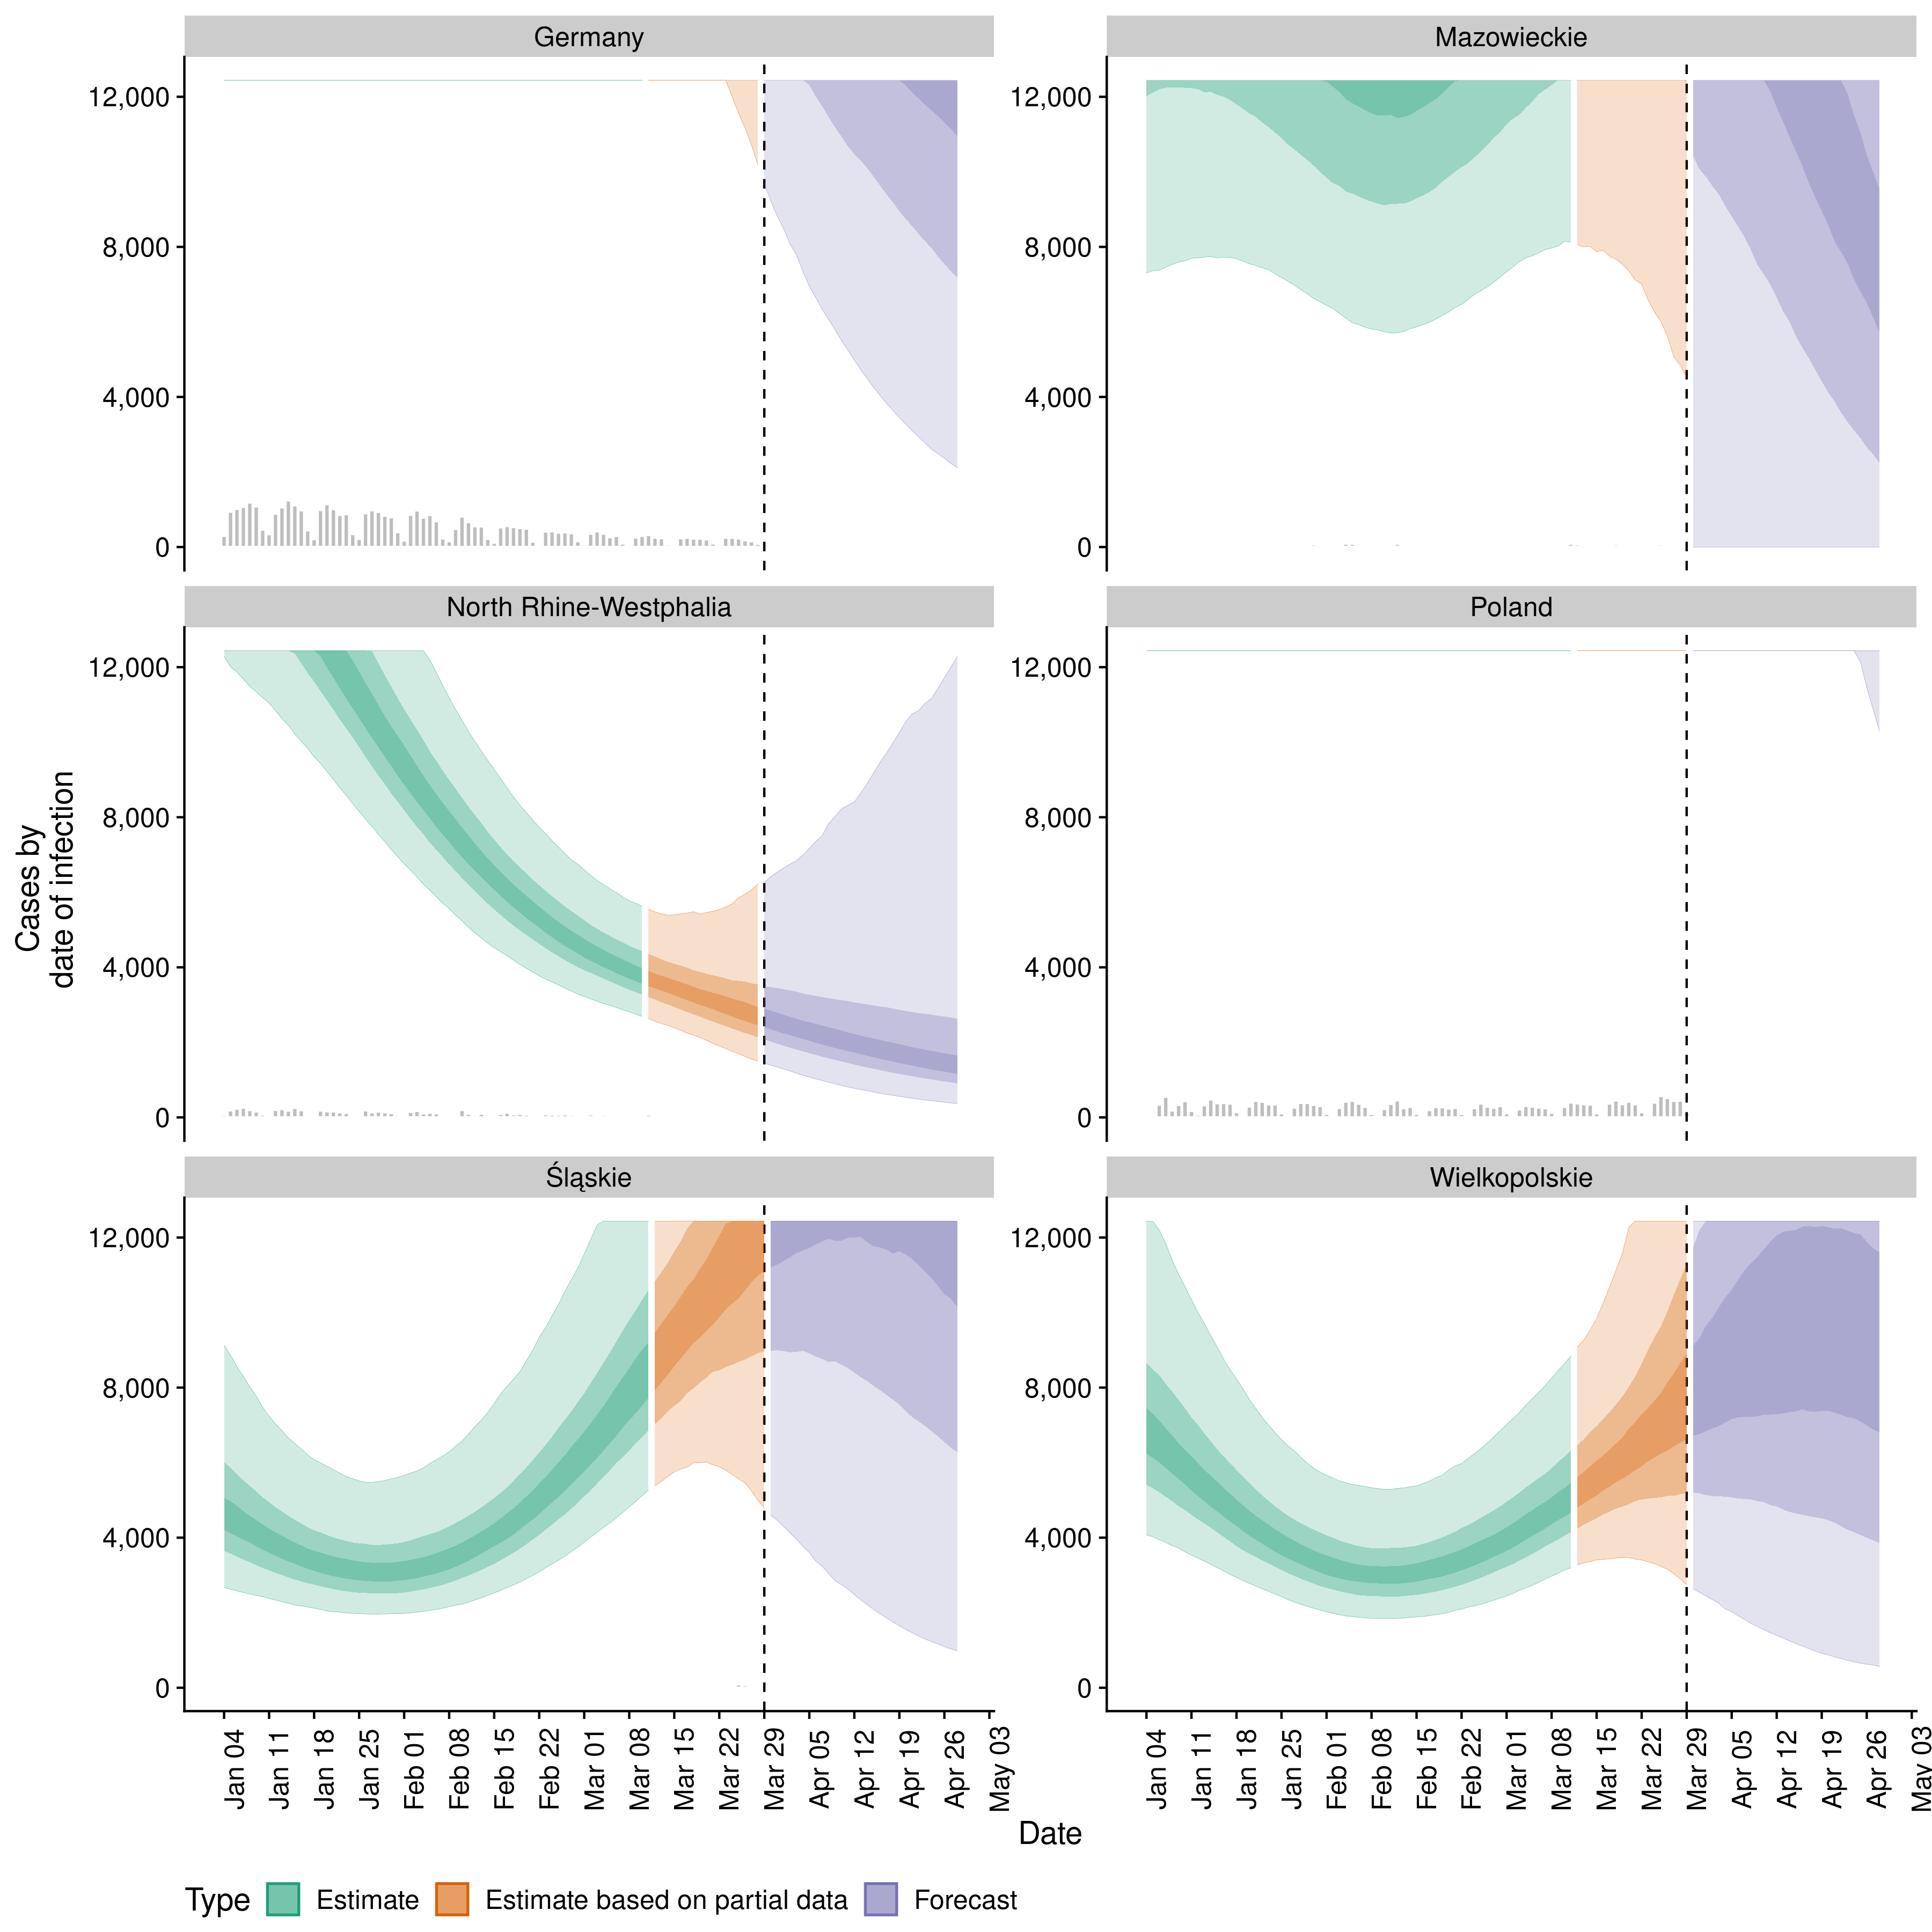 Germany
Mazowieckie
12,000
8,000
4,000
0
12,000
8,000
4,000
0
North Rhine-Westphalia
Poland
12,000
8,000
4,000
0
12,000
8,000
4,000
0
Cases by
date of infection
Śląskie
Wielkopolskie
12,000
8,000
4,000
0
12,000
8,000
4,000
0
Jan 04
Jan 11
Jan 18
Jan 25
Feb 01
Feb 08
Feb 15
Feb 22
Mar 01
Mar 08
Mar 15
Mar 22
Mar 29
Apr 05
Apr 12
Apr 19
Apr 26
May 03
Jan 04
Jan 11
Jan 18
Jan 25
Feb 01
Feb 08
Feb 15
Feb 22
Mar 01
Mar 08
Mar 15
Mar 22
Mar 29
Apr 05
Apr 12
Apr 19
Apr 26
May 03
Date
Type Estimate Estimate based on partial data Forecast